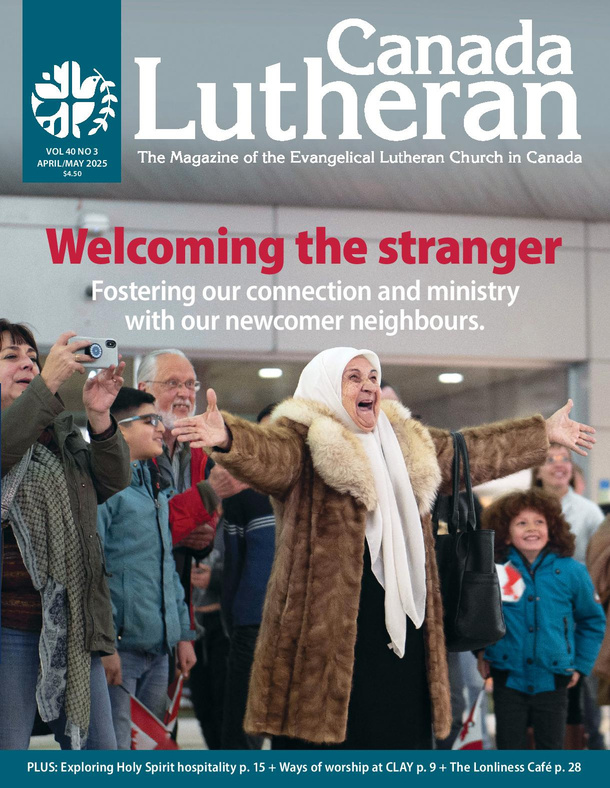 Canada
Lutheran
The Magazine of the Evangelical Lutheran Church in Canada
VOL 40 NO 3
APRIL/MAY 2025
$4.50
Welcoming the stranger
Fostering our connection and ministry
with our newcomer neighbours.
PLUS: Exploring Holy Spirit hospitality p. 15 + Ways of worship at CLAY p. 9 + The Lonliness Café p. 28